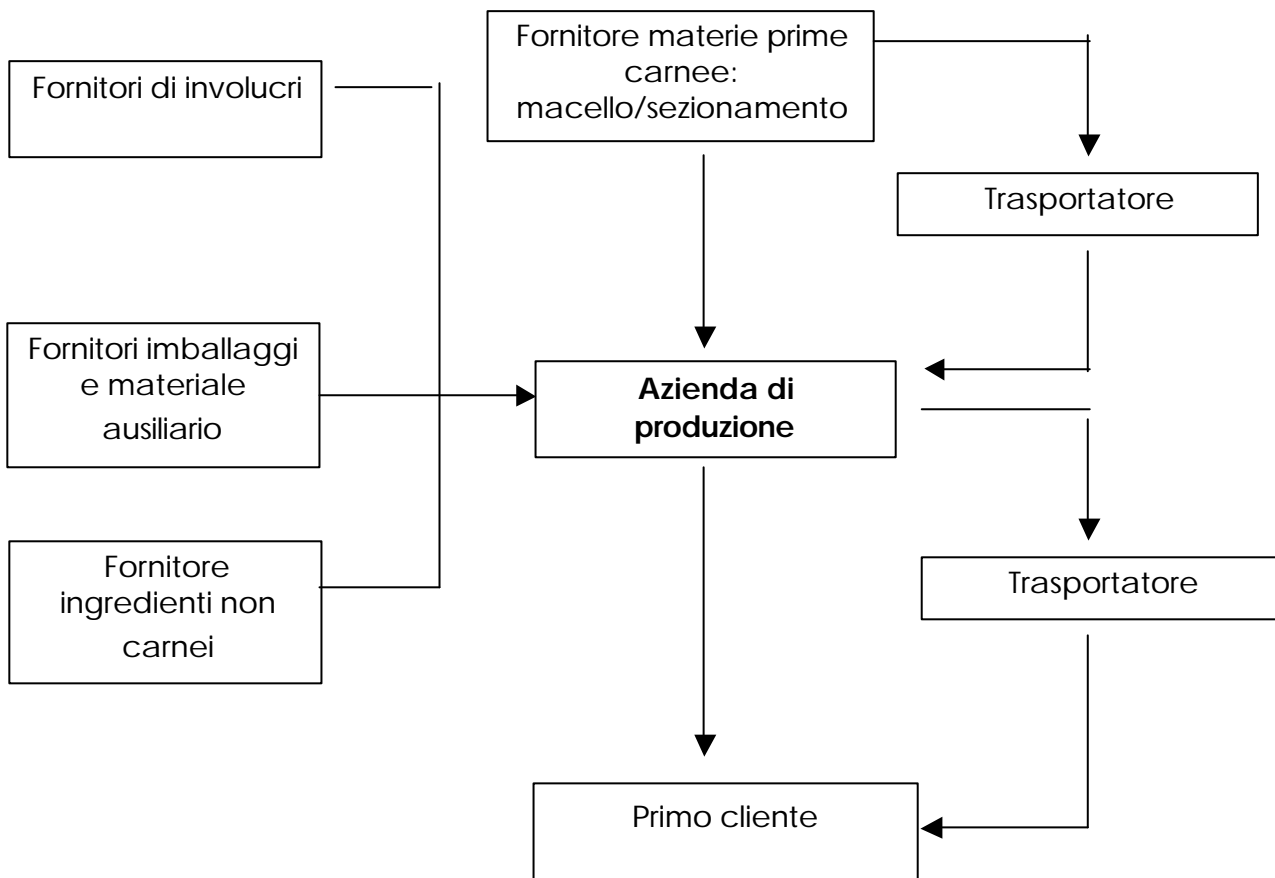 Fornitore materie prime
carnee:
macello/sezionamento
Fornitori di involucri
Trasportatore
Fornitori imballaggi
e materiale
ausiliario
Azienda di
produzione
Fornitore
ingredienti non
carnei
Trasportatore
Primo cliente